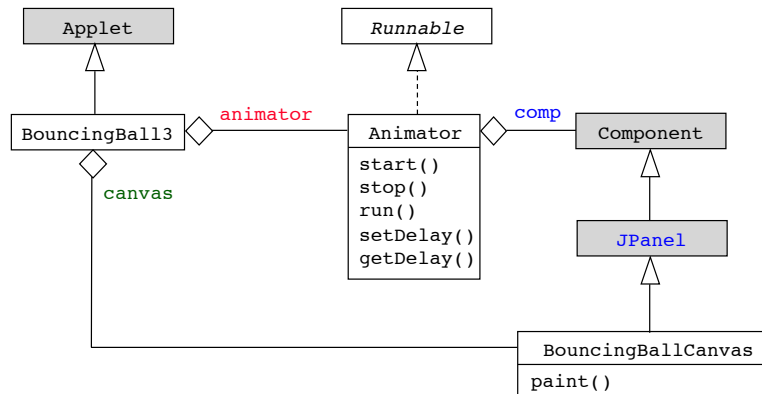 Applet
Runnable
animator
comp
BouncingBall3
Animator
Component
canvas
start()
stop()
run()
setDelay()
getDelay()
JPanel
BouncingBallCanvas
paint()